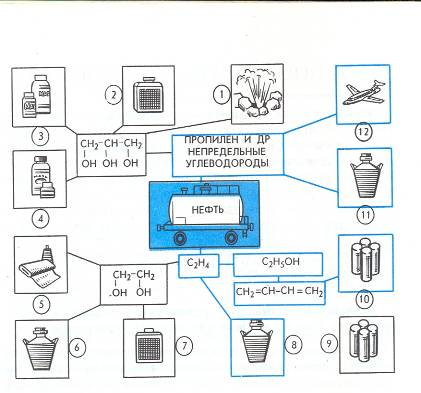 2
1
3
12
CH₂-CH-CH₂
OH OH OH
ПРОПИЛЕН И ДР
НЕПРЕДЕЛЬНЫЕ
УГЛЕВОДОРОДЫ
4
11
НЕФТЬ
C₂H₄
C₂H₅OH
CH₂-CH₂
OH OH
CH₂=CH-CH=CH₂
5
10
6
7
8
9